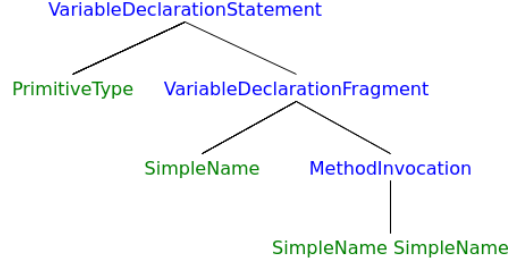 VariableDeclarationStatement
PrimitiveType VariableDeclarationFragment
SimpleName MethodInvocation
SimpleName SimpleName